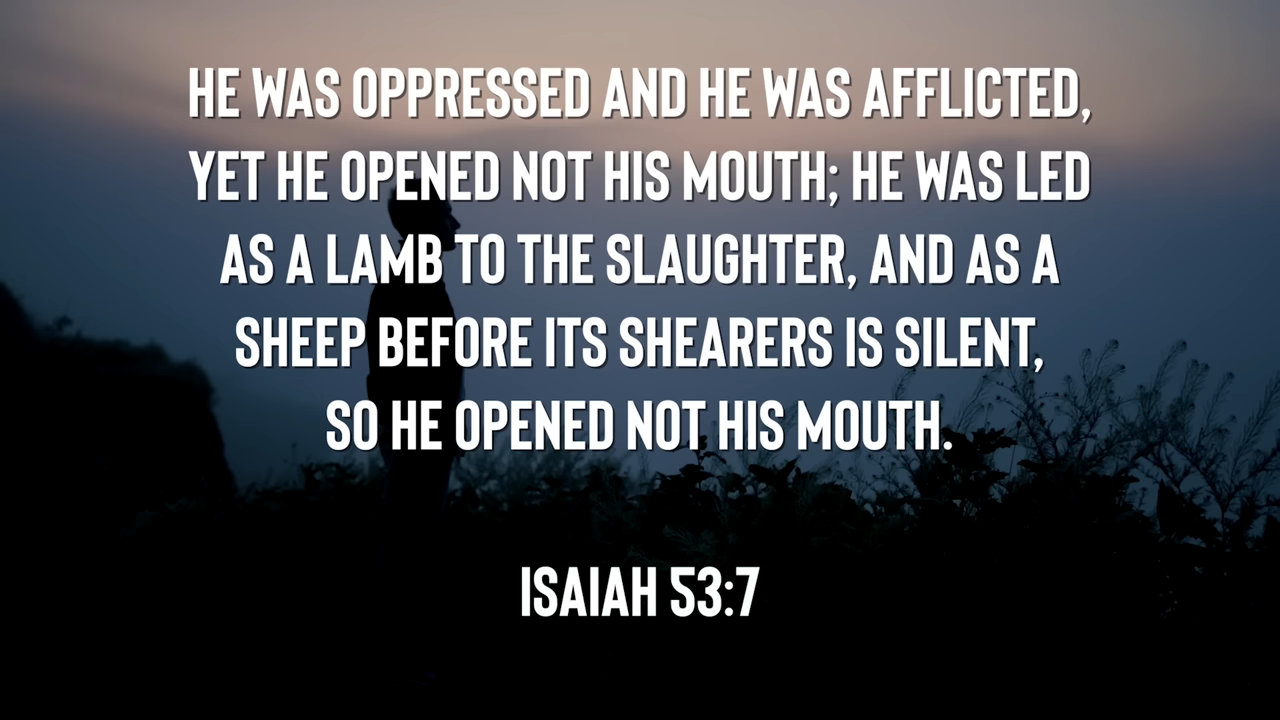 HE WAS OPPRESSED AND HE WAS AFFLICTED,
YET HE OPENED NOT HIS MOUTH; HE WAS LED
AS A LAMB TO THE SLAUGHTER, AND AS A
SHEEP BEFORE ITS SHEARERS IS SILENT,
SO HE OPENED NOT HIS MOUTH.
ISAIAH 53:7